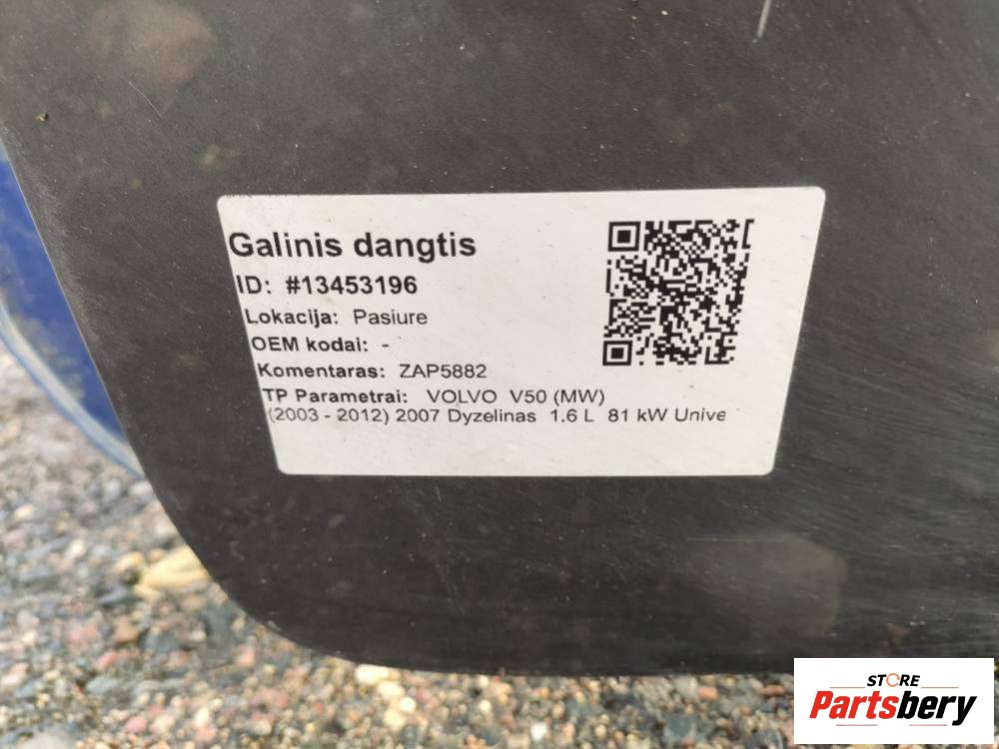 Galinis dangtis
ID: #13453196
Lokacija: Pasiure
OEM kodai: -
Komentaras: ZAP5882
TP Parametrai: VOLVO V50 (MW)
(2003 - 2012) 2007 Dyzelinas 1.6 L 81 kW Unive
STORE
Partsbery